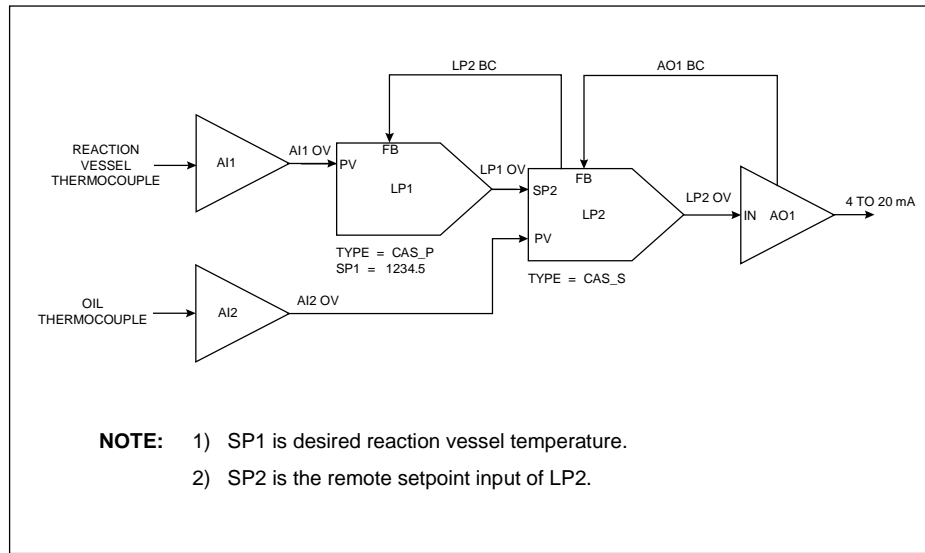 LP2 BC
AO1 BC
REACTION
VESSEL
THERMOCOUPLE
AI1
AI1 OV
PV
FB
LP1
LP1 OV
TYPE = CAS_P
SP1 = 1234.5
SP2
FB
LP2
PV
LP2 OV
TYPE = CAS_S
IN
AO1
4 TO 20 mA
OIL
THERMOCOUPLE
AI2
AI2 OV
NOTE: 1) SP1 is desired reaction vessel temperature.
2) SP2 is the remote setpoint input of LP2.